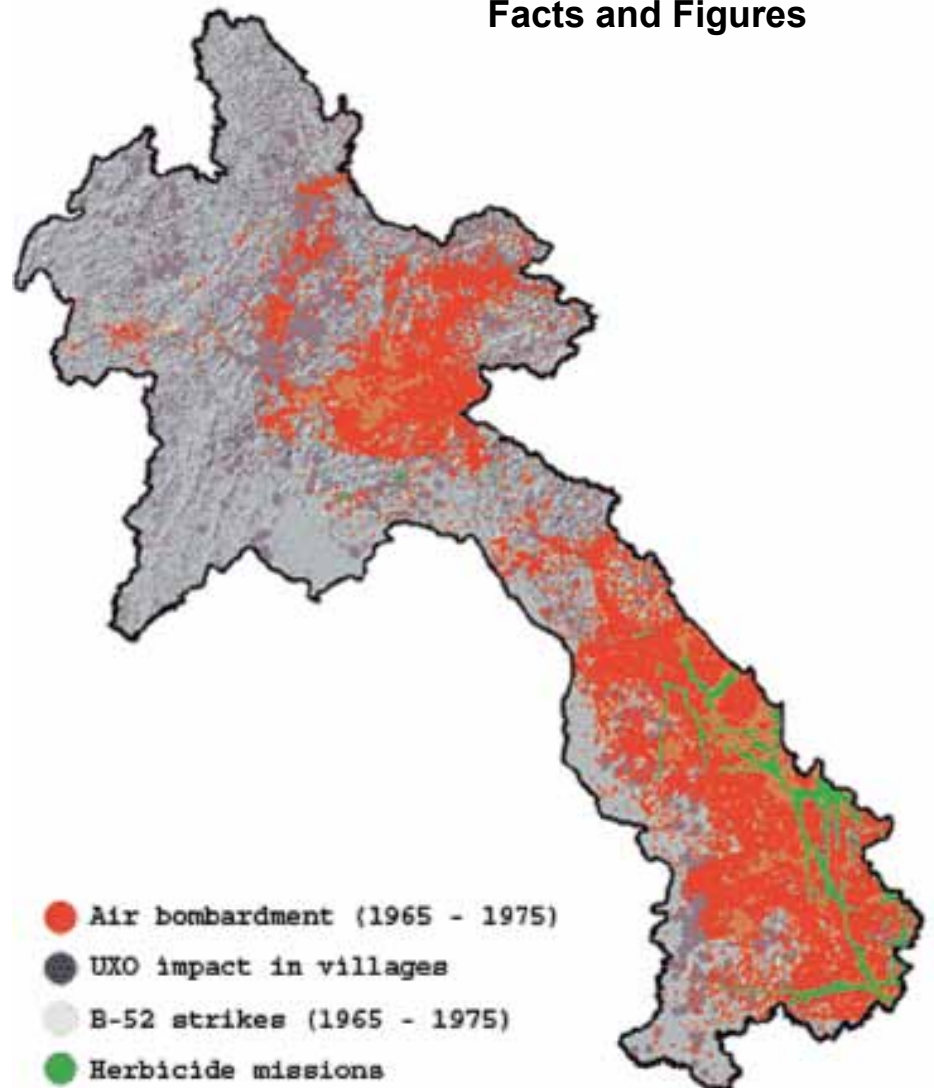 Facts and Figures
Air bombardment (1965 - 1975)
UXO impact in villages
B-52 strikes (1965 - 1975)
Herbicide missions